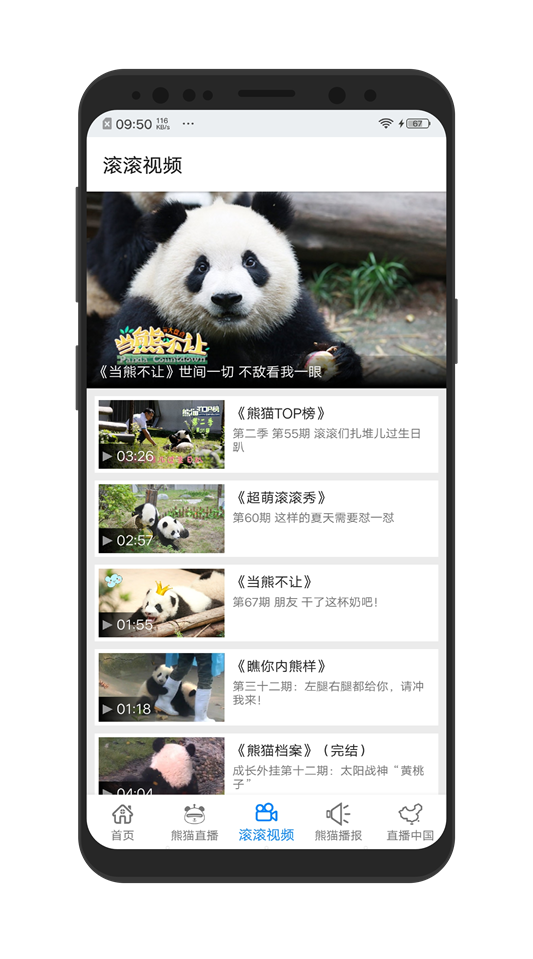 09:50 116 KB/s ··· 67
滚滚视频
当熊不让
Panda Countdown
《当熊不让》世间一切 不敌看我一眼
03:26
《熊猫TOP榜》
第二季 第55期 滚滚们扎堆儿过生日
趴
02:57
《超萌滚滚秀》
第60期 这样的夏天需要怼一怼
01:55
《当熊不让》
第67期 朋友 干了这杯奶吧!
01:18
《瞧你内熊样》
第三十二期：左腿右腿都给你，请冲
我来！
04:04
《熊猫档案》（完结）
成长外挂第十二期：太阳战神“黄桃
子”
首页 熊猫直播 滚滚视频 熊猫播报 直播中国